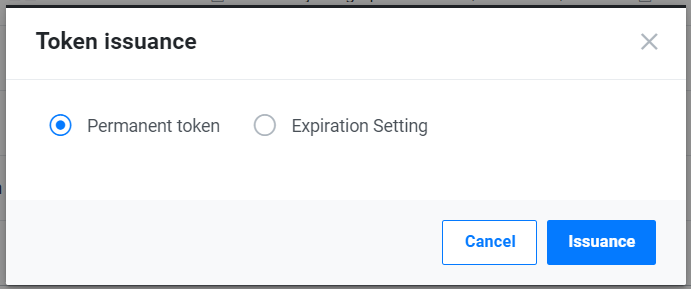 Token issuance
Permanent token
Expiration Setting
Cancel
Issuance